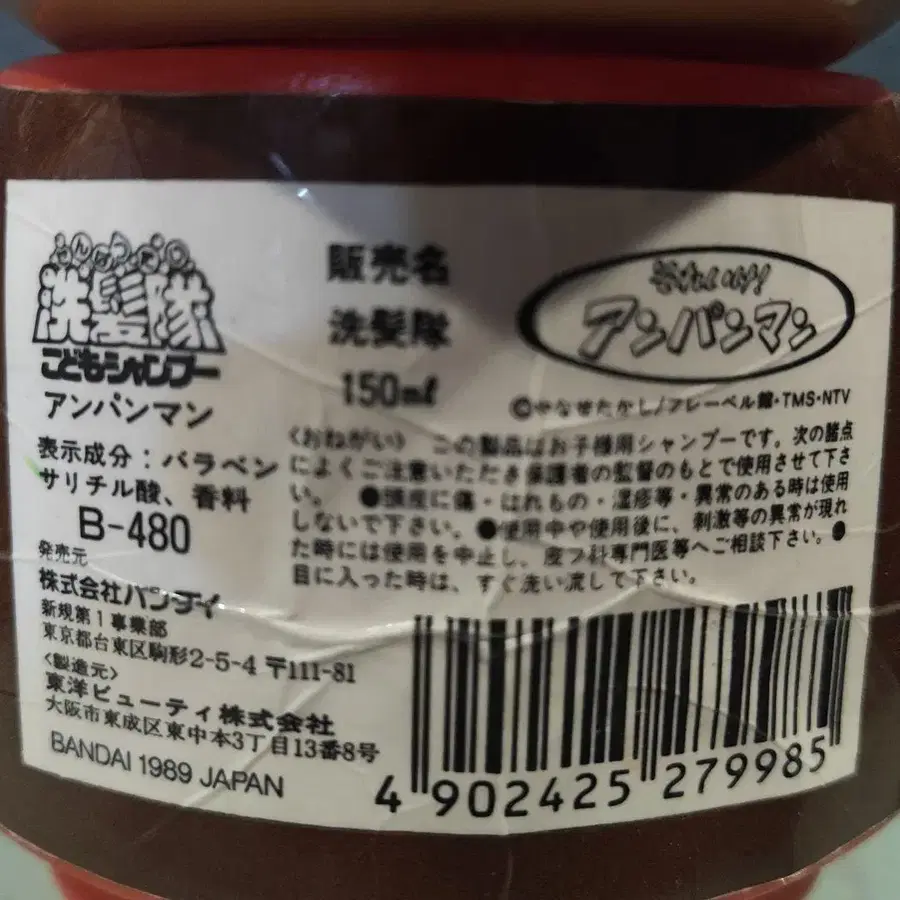 せんぱつたい
洗髪隊
こどもシャンプー
アンパンマン
表示成分：パラベン
サリチル酸、香料
B-480
発売元
株式会社バンダイ
新規第1事業部
東京都台東区駒形2-5-4 〒111-81
〈製造元〉
東洋ビューティ株式会社
大阪市東成区東中本3丁目13番8号
BANDAI 1989 JAPAN
販売名
洗髪隊
150ml
それいけ!
アンパンマン
©やなせたかし/フレーベル館・TMS・NTV
〈おねがい〉 この製品はお子様用シャンプーです。次の諸点
によくご注意いただき保護者の監督のもとで使用させて下さ
い。 ●頭皮に傷・はれもの・湿疹等・異常のある時は使用
しないで下さい。●使用中や使用後に、刺激等の異常が現れ
た時には使用を中止し、皮フ科専門医等へご相談下さい。●
目に入った時は、すぐ洗い流して下さい。
4 902425 279985